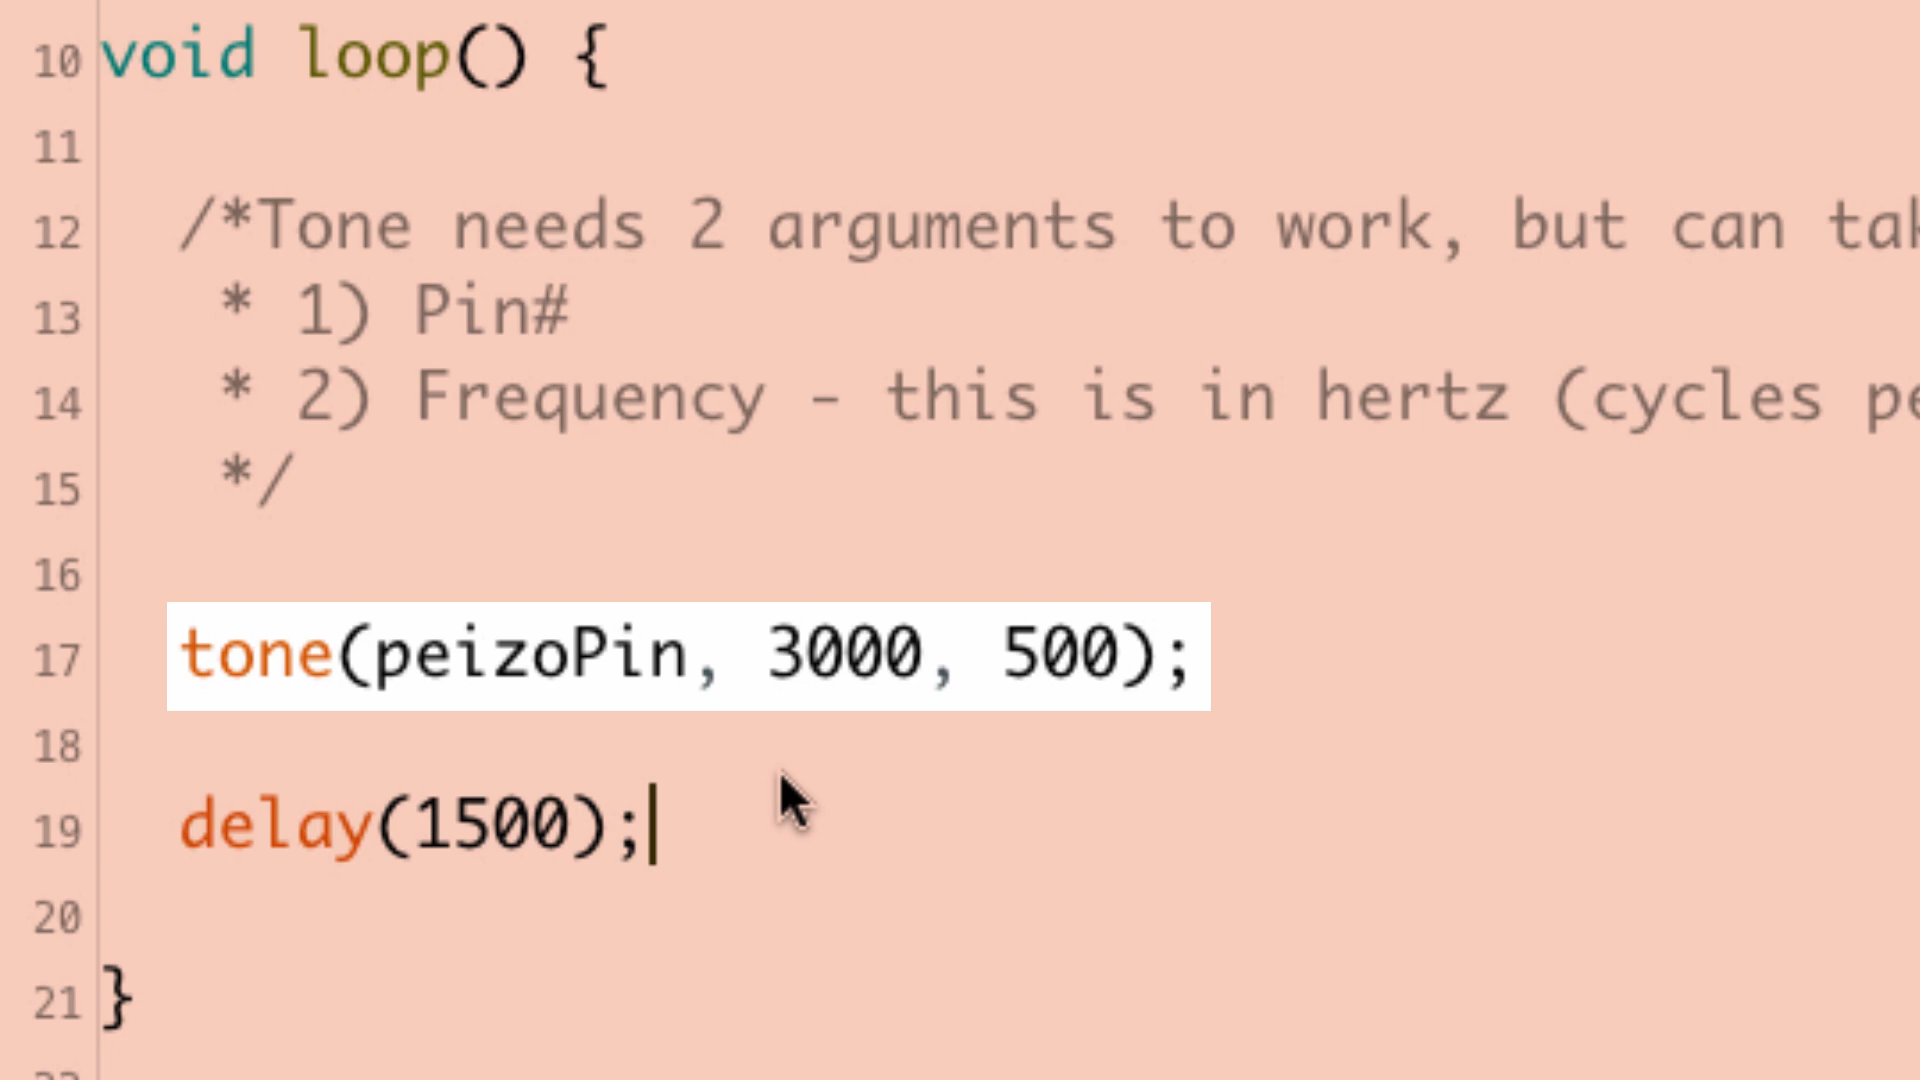 10 void loop() {
11
12 /*Tone needs 2 arguments to work, but can
13 * 1) Pin#
14 * 2) Frequency - this is in hertz (cycles
15 */
16
17 tone(peizoPin, 3000, 500);
18
19 delay(1500);
20
21 }